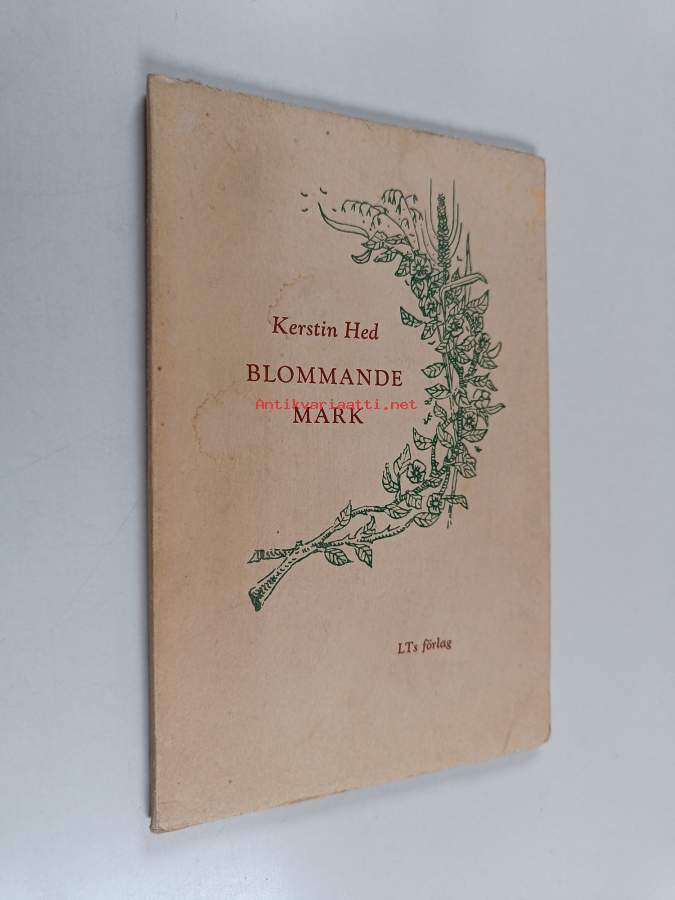 Kerstin Hed
BLOMMANDE
Antikvariaatti.net
MARK
LTs förlag